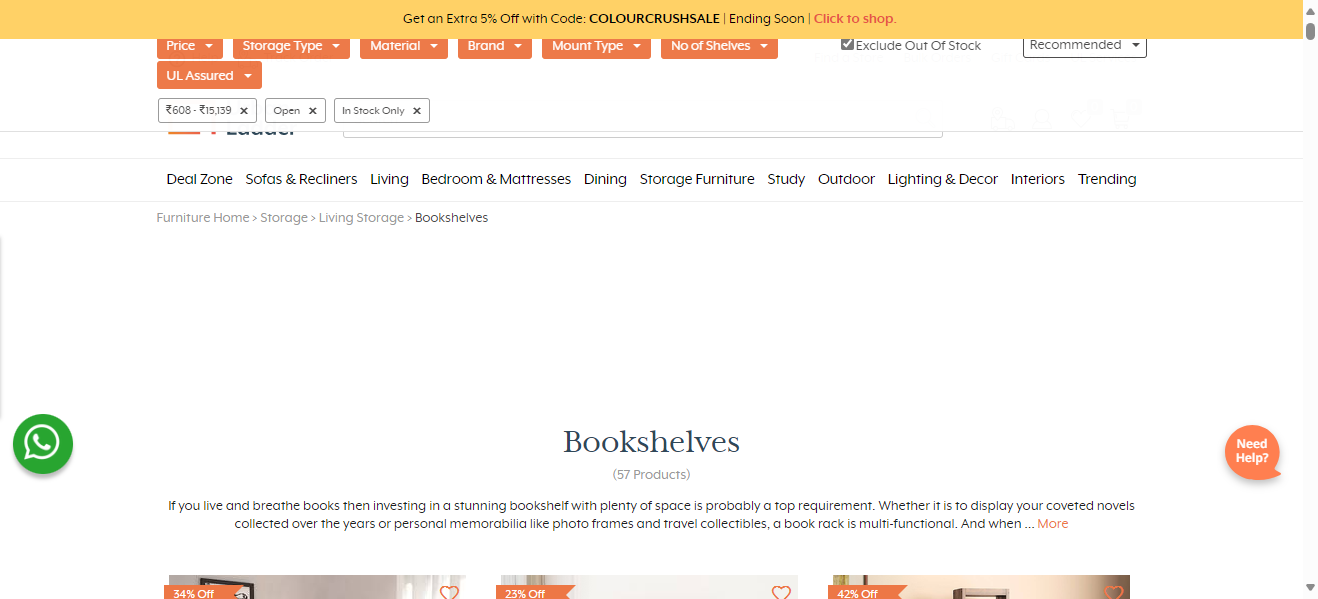 Get an Extra 5% Off with Code: COLOURCRUSHSALE | Ending Soon | Click to shop.
Price Storage Type Material Brand Mount Type No of Shelves Exclude Out Of Stock Recommended
UL Assured
₹608 - ₹15,139 × Open × In Stock Only ×
Ladder
Deal Zone Sofas & Recliners Living Bedroom & Mattresses Dining Storage Furniture Study Outdoor Lighting & Decor Interiors Trending
Furniture Home > Storage > Living Storage > Bookshelves
Bookshelves
(57 Products)
Need
Help?
If you live and breathe books then investing in a stunning bookshelf with plenty of space is probably a top requirement. Whether it is to display your coveted novels
collected over the years or personal memorabilia like photo frames and travel collectibles, a book rack is multi-functional. And when ... More
34% Off 23% Off 42% Off